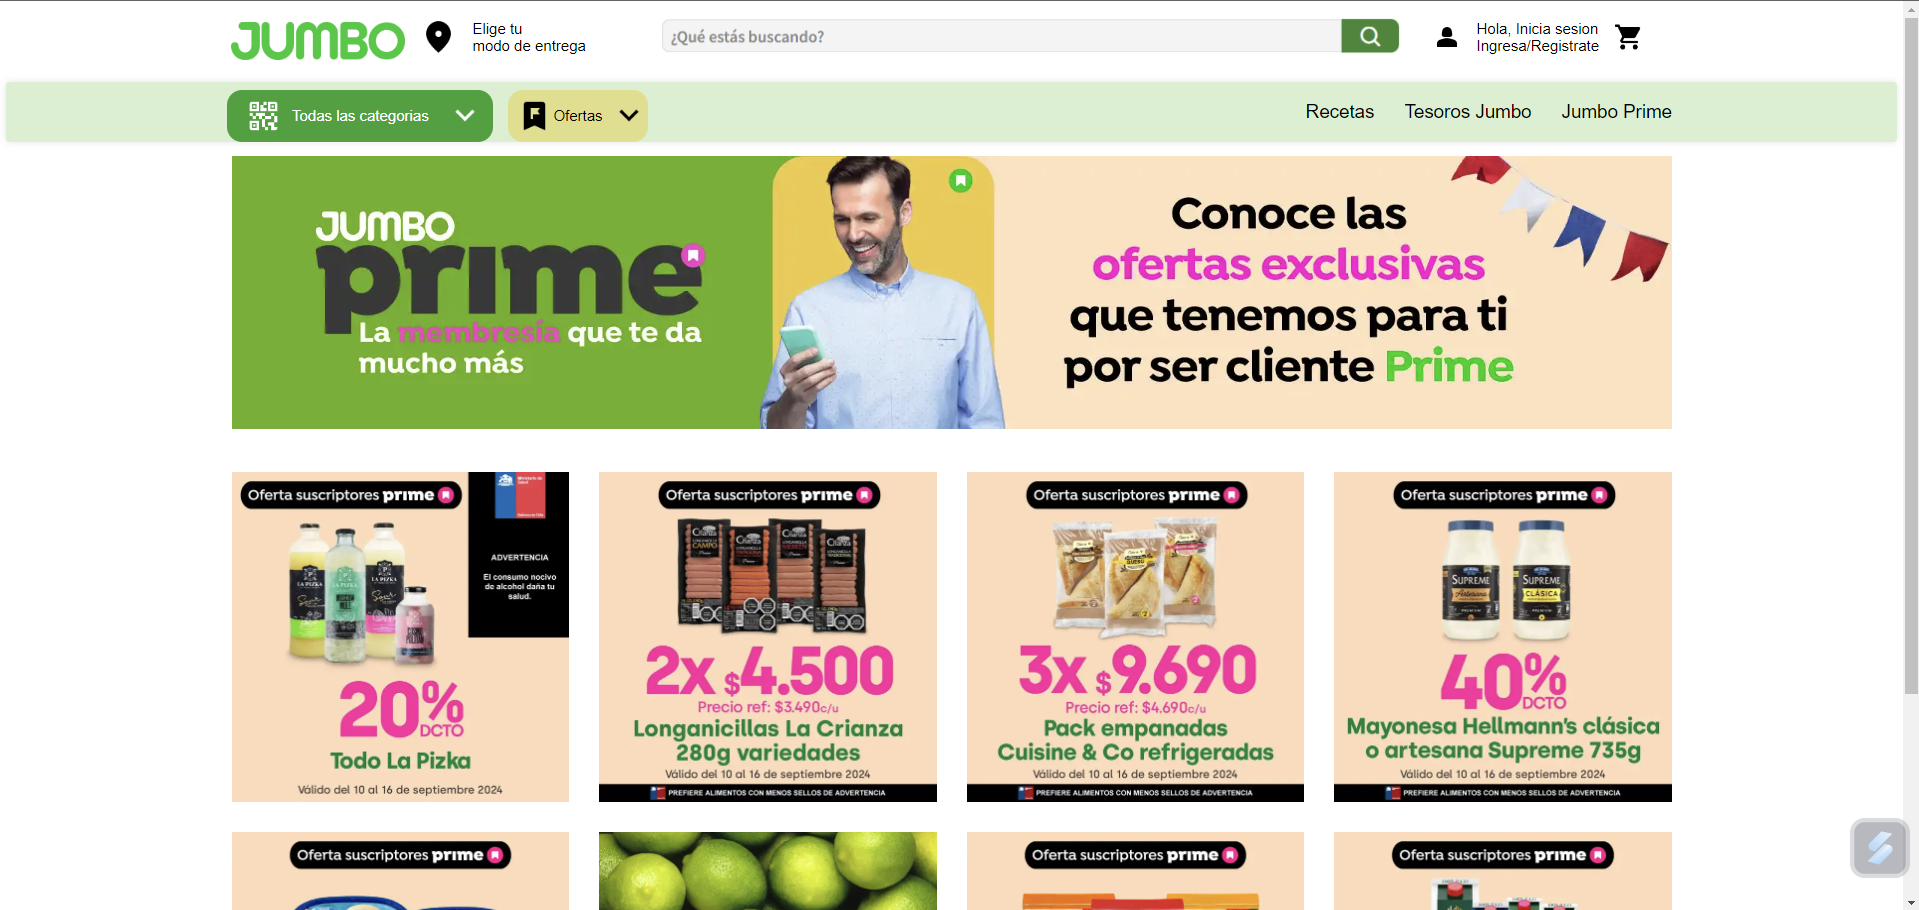 JUMBO
Elige tu
modo de entrega
¿Qué estás buscando?
Hola, Inicia sesion
Ingresa/Registrate
Todas las categorias
Ofertas
Recetas
Tesoros Jumbo
Jumbo Prime
JUMBO
prime
La membresía que te da
mucho más
Conoce las
ofertas exclusivas
que tenemos para ti
por ser cliente Prime
Oferta suscriptores prime
ADVERTENCIA
El consumo nocivo
de alcohol daña tu
salud.
LA PIZKA
20% DCTO
Todo La Pizka
Válido del 10 al 16 de septiembre 2024
Oferta suscriptores prime
2x $4.500
Precio ref: $3.490c/u
Longanicillas La Crianza
280g variedades
Válido del 10 al 16 de septiembre 2024
PREFIERE ALIMENTOS CON MENOS SELLOS DE ADVERTENCIA
Oferta suscriptores prime
3x $9.690
Precio ref: $4.690c/u
Pack empanadas
Cuisine & Co refrigeradas
Válido del 10 al 16 de septiembre 2024
PREFIERE ALIMENTOS CON MENOS SELLOS DE ADVERTENCIA
Oferta suscriptores prime
SUPREME
Artesana
SUPREME
CLÁSICA
40% DCTO
Mayonesa Hellmann's clásica
o artesana Supreme 735g
Válido del 10 al 16 de septiembre 2024
PREFIERE ALIMENTOS CON MENOS SELLOS DE ADVERTENCIA
Oferta suscriptores prime
Oferta suscriptores prime
Oferta suscriptores prime